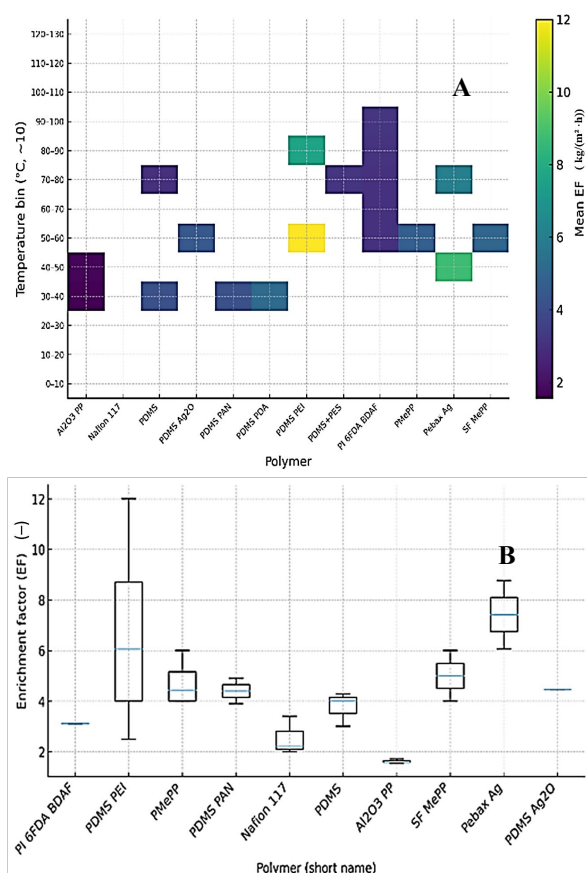 A
120–130
110–120
100–110
90–100
80–90
70–80
60–70
50–60
40–50
30–40
20–30
10–20
0–10
Temperature bin (°C, ~10)
Al2O3 PP
Nafion 117
PDMS
PDMS Ag2O
PDMS PAN
PDMS PDA
PDMS PEI
PDMS+PES
PI 6FDA BDAF
PMePP
Pebax Ag
SF MePP
Polymer
12
10
8
6
4
2
Mean EF ( kg/(m² ·h)
B
12
10
8
6
4
2
Enrichment factor (EF) (–)
PI 6FDA BDAF
PDMS PEI
PMePP
PDMS PAN
Nafion 117
PDMS
Al2O3 PP
SF MePP
Pebax Ag
PDMS Ag2O
Polymer (short name)